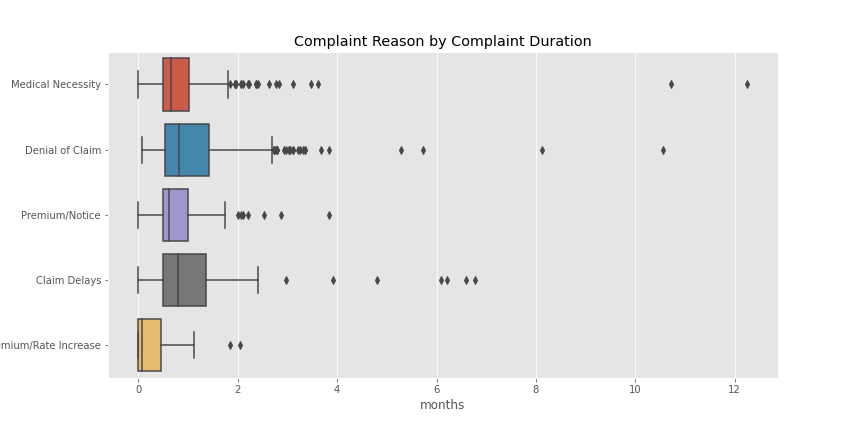 Complaint Reason by Complaint Duration
Medical Necessity
Denial of Claim
Premium/Notice
Claim Delays
mium/Rate Increase
0 2 4 6 8 10 12
months